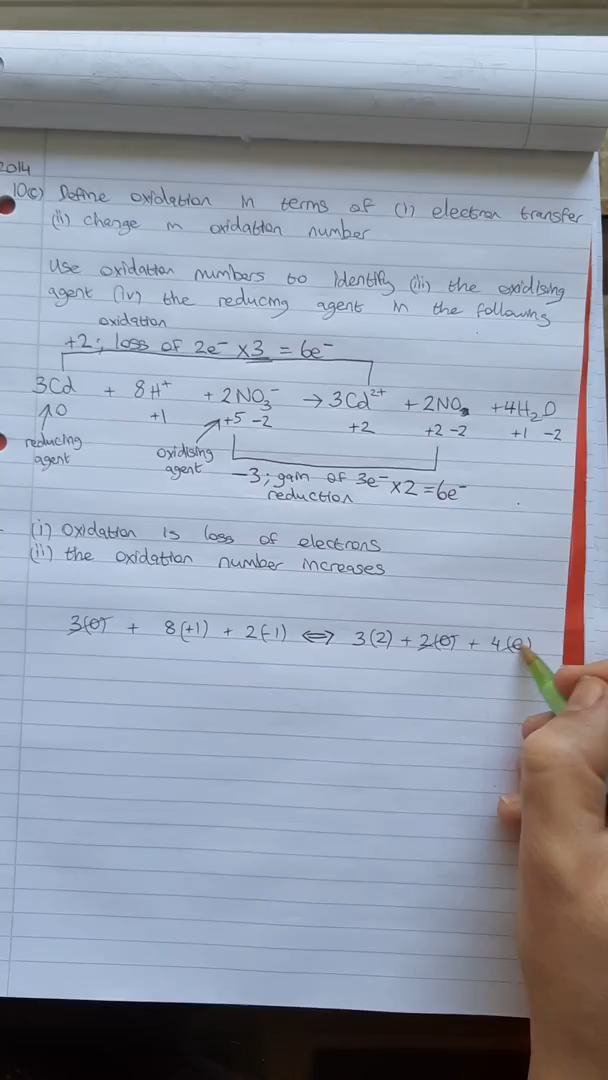 2014
10(c) Define oxidation in terms of (i) electron transfer
(ii) change in oxidation number
Use oxidation numbers to identify (iii) the oxidising
agent (iv) the reducing agent in the following
oxidation
+2; loss of 2e⁻ ×3 = 6e⁻
3Cd + 8H⁺ + 2NO₃⁻ → 3Cd²⁺ + 2NO + 4H₂O
0 +1 +5 -2 +2 +2 -2 +1 -2
reducing agent
oxidising agent
-3; gain of 3e⁻ ×2 = 6e⁻
reduction
(i) oxidation is loss of electrons
(ii) the oxidation number increases
3(0) + 8(+1) + 2(-1) ⇔ 3(2) + 2(0) + 4(0)